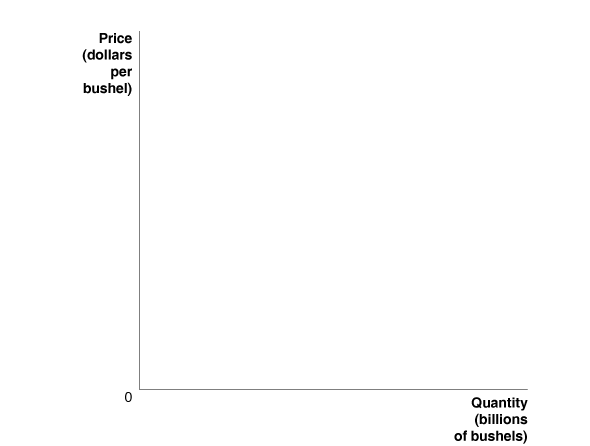 Price
(dollars
per
bushel)
0
Quantity
(billions
of bushels)